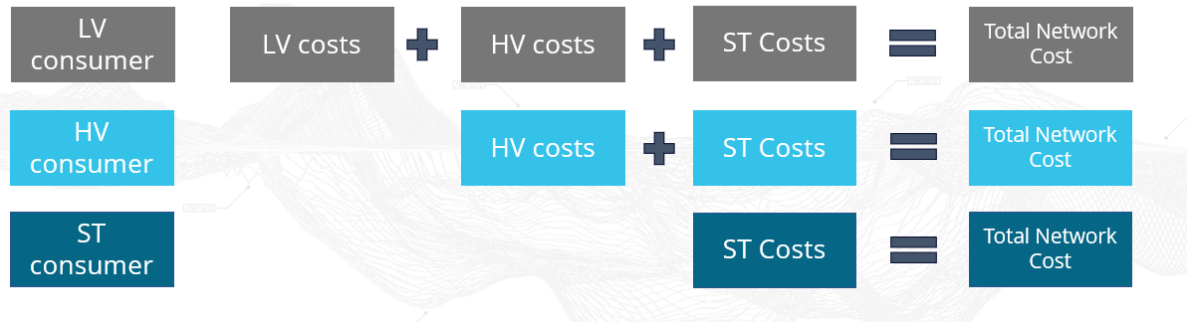 LV
consumer
LV costs
HV costs
ST Costs
Total Network
Cost
HV
consumer
HV costs
ST Costs
Total Network
Cost
ST
consumer
ST Costs
Total Network
Cost